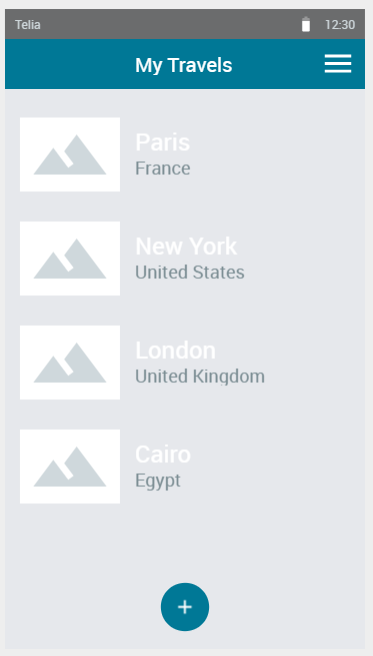 Telia 12:30
My Travels
Paris
France
New York
United States
London
United Kingdom
Cairo
Egypt
+